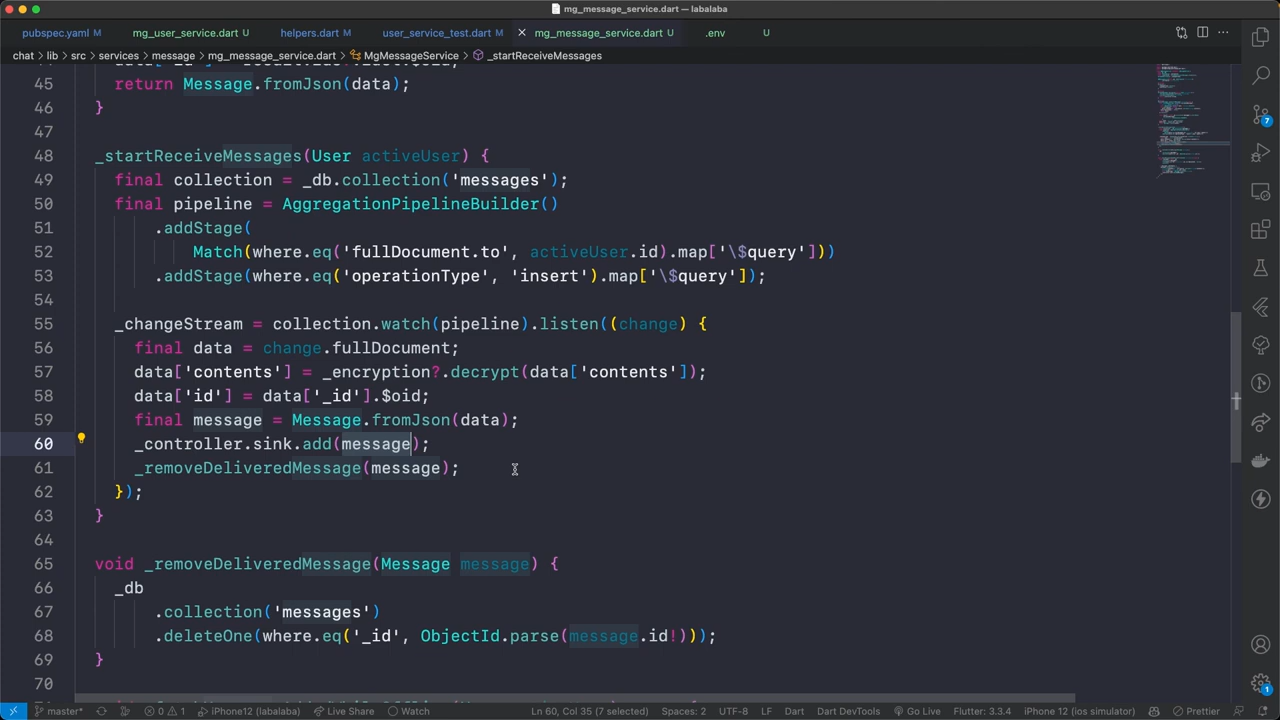 mg_message_service.dart — labalaba
pubspec.yaml M mg_user_service.dart M helpers.dart M user_service_test.dart M mg_message_service.dart M .env U
chat > lib > src > services > message > mg_message_service.dart > MgMessageService > _startReceiveMessages
45 return Message.fromJson(data);
46 }
47
48 _startReceiveMessages(User activeUser) {
49 final collection = _db.collection('messages');
50 final pipeline = AggregationPipelineBuilder()
51 .addStage(
52 Match(where.eq('fullDocument.to', activeUser.id).map['\$query']))
53 .addStage(where.eq('operationType', 'insert').map['\$query']);
54
55 _changeStream = collection.watch(pipeline).listen((change) {
56 final data = change.fullDocument;
57 data['contents'] = _encryption?.decrypt(data['contents']);
58 data['id'] = data['_id'].$oid;
59 final message = Message.fromJson(data);
60 _controller.sink.add(message);
61 _removeDeliveredMessage(message);
62 });
63 }
64
65 void _removeDeliveredMessage(Message message) {
66 _db
67 .collection('messages')
68 .deleteOne(where.eq('_id', ObjectId.parse(message.id!)));
69 }
70
7
1
master* 0 1 iPhone12 (labalaba) Live Share Watch Ln 60, Col 35 (7 selected) Spaces: 2 UTF-8 LF Dart Dart DevTools Go Live Flutter: 3.3.4 iPhone 12 (ios simulator) Prettier